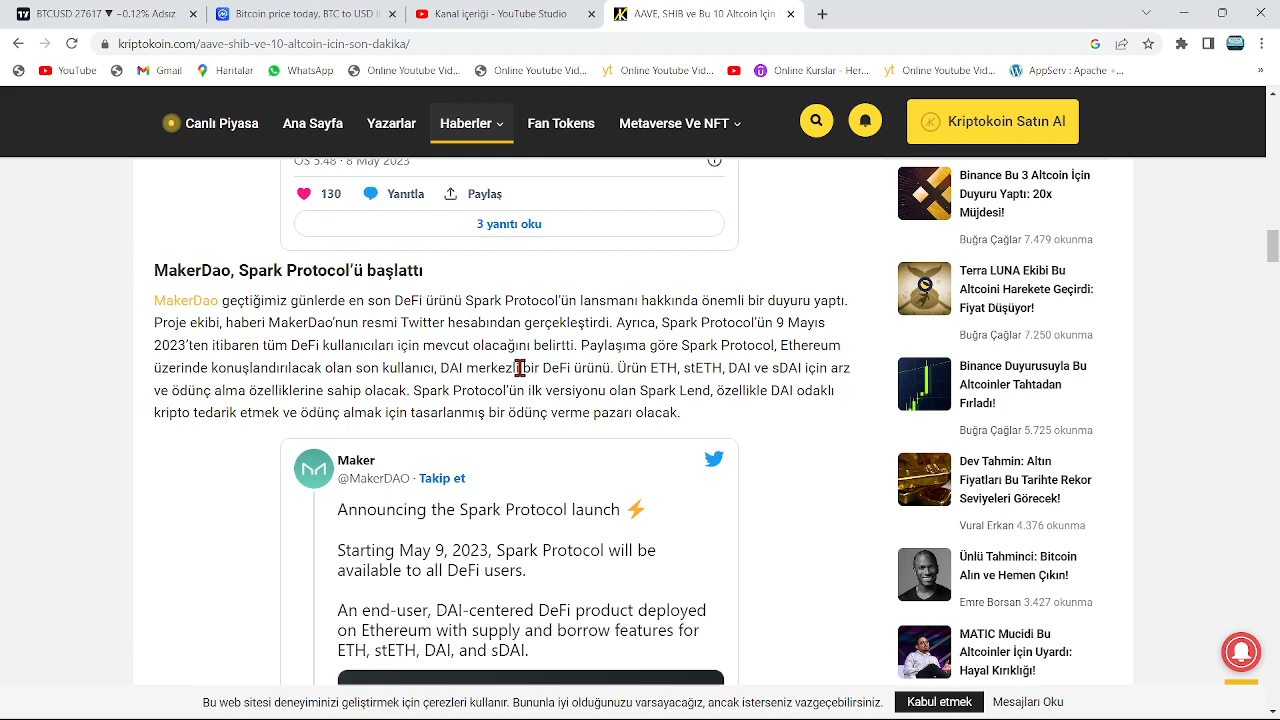 BTCUSD 27617 ▼ −0.12% Adsız
Bitcoin price today, BTC to USD li
Kanal içeriği - YouTube Studio
AAVE, SHIB ve Bu 10 Altcoin İçin
kriptokoin.com/aave-shib-ve-10-altcoin-icin-son-dakika/
YouTube
Gmail
Haritalar
WhatsApp
Online Youtube Vid...
Online Youtube Vid...
Online Youtube Vid...
Online Kurslar - Her...
Online Youtube Vid...
AppServ : Apache +...
»
Canlı Piyasa
Ana Sayfa
Yazarlar
Haberler
Fan Tokens
Metaverse Ve NFT
Kriptokoin Satın Al
ÖS 5:48 · 8 May 2023
130
Yanıtla
Paylaş
3 yanıtı oku
MakerDao, Spark Protocol’ü başlattı
MakerDao geçtiğimiz günlerde en son DeFi ürünü Spark Protocol’ün lansmanı hakkında önemli bir duyuru yaptı.
Proje ekibi, haberi MakerDao’nun resmi Twitter hesabından gerçekleştirdi. Ayrıca, Spark Protocol’ün 9 Mayıs
2023’ten itibaren tüm DeFi kullanıcıları için mevcut olacağını belirtti. Paylaşıma göre Spark Protocol, Ethereum
üzerinde konuşlandırılacak olan son kullanıcı, DAI merkezli bir DeFi ürünü. Ürün ETH, stETH, DAI ve sDAI için arz
ve ödünç alma özelliklerine sahip olacak. Spark Protocol’ün ilk versiyonu olan Spark Lend, özellikle DAI odaklı
kripto tedarik etmek ve ödünç almak için tasarlanmış bir ödünç verme pazarı olacak.
Maker
@MakerDAO · Takip et
Announcing the Spark Protocol launch ⚡
Starting May 9, 2023, Spark Protocol will be
available to all DeFi users.
An end-user, DAI-centered DeFi product deployed
on Ethereum with supply and borrow features for
ETH, stETH, DAI, and sDAI.
Binance Bu 3 Altcoin İçin
Duyuru Yaptı: 20x
Müjdesi!
Buğra Çağlar 7.479 okunma
Terra LUNA Ekibi Bu
Altcoini Harekete Geçirdi:
Fiyat Düşüyor!
Buğra Çağlar 7.250 okunma
Binance Duyurusuyla Bu
Altcoinler Tahtadan
Fırladı!
Buğra Çağlar 5.725 okunma
Dev Tahmin: Altın
Fiyatları Bu Tarihte Rekor
Seviyeleri Görecek!
Vural Erkan 4.376 okunma
Ünlü Tahminci: Bitcoin
Alın ve Hemen Çıkın!
Emre Borsan 3.427 okunma
MATIC Mucidi Bu
Altcoinler İçin Uyardı:
Hayal Kırıklığı!
Bu web sitesi deneyiminizi geliştirmek için çerezleri kullanır. Bununla iyi olduğunuzu varsayacağız, ancak isterseniz vazgeçebilirsiniz.
Kabul etmek
Mesajları Oku